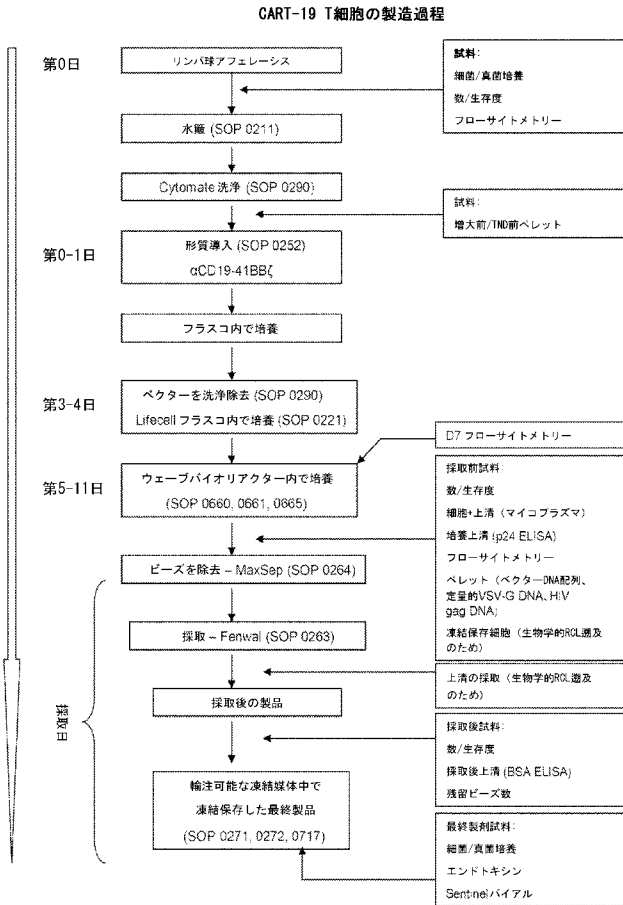 CART-19 T細胞の製造過程
第0日
リンパ球アフェレーシス
試料:
細菌/真菌培養
数/生存度
フローサイトメトリー
水簸 (SOP 0211)
Cytomate 洗浄 (SOP 0290)
試料:
増大前/TND前ペレット
第0-1日
形質導入 (SOP 0252)
αCD19-41BBζ
フラスコ内で培養
第3-4日
ベクターを洗浄除去 (SOP 0290)
Lifecell フラスコ内で培養 (SOP 0221)
D7 フローサイトメトリー
第5-11日
ウェーブバイオリアクター内で培養
(SOP 0660, 0661, 0665)
採取前試料:
数/生存度
細胞+上清（マイコプラズマ）
培養上清 (p24 ELISA)
フローサイトメトリー
ペレット（ベクターDNA配列、
定量的VSV-G DNA、HIV
gag DNA;
凍結保存細胞（生物学的RCL遡及
のため）
ビーズを除去 – MaxSep (SOP 0264)
採取日
採取 – Fenwal (SOP 0263)
上清の採取（生物学的RCL遡及
のため）
採取後の製品
採取後試料:
数/生存度
採取後上清 (BSA ELISA)
残留ビーズ数
輸注可能な凍結媒体中で
凍結保存した最終製品
(SOP 0271, 0272, 0717)
最終製剤試料:
細菌/真菌培養
エンドトキシン
Sentinelバイアル